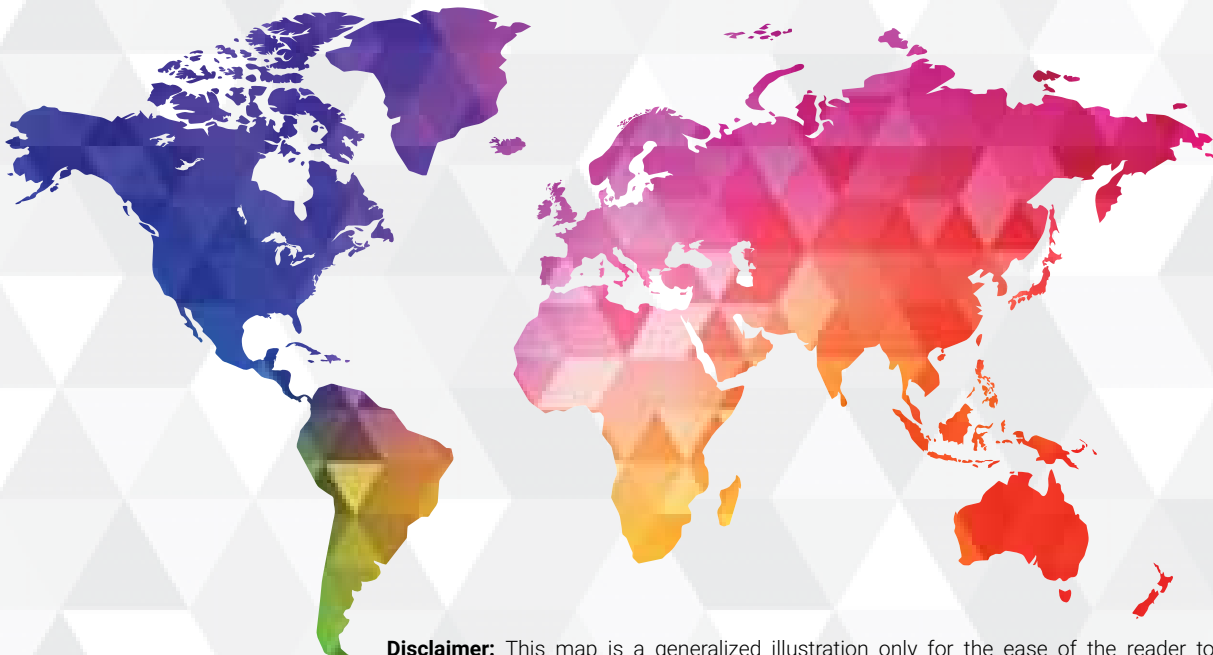 Disclaimer: This map is a generalized illustration only for the ease of the reader to